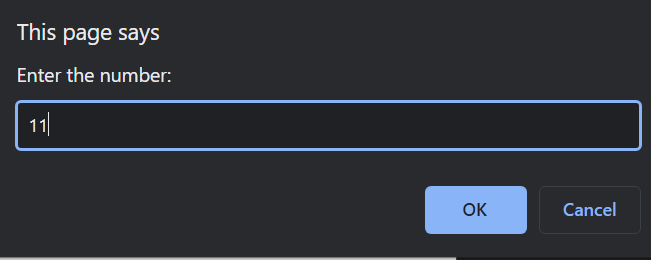 This page says
Enter the number:
11
OK
Cancel